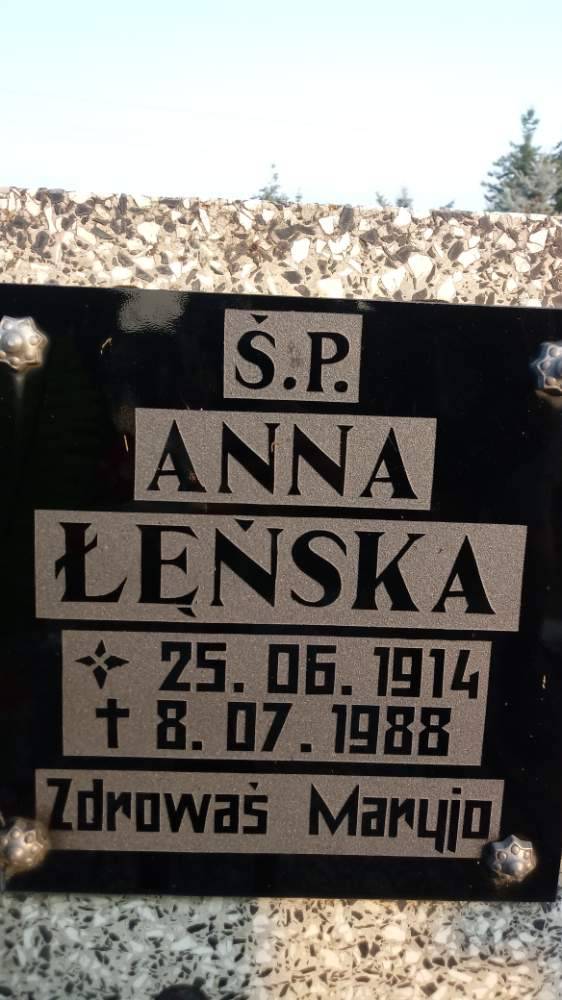 Ś.P.
ANNA
ŁĘŃSKA
25.06.1914
8.07.1988
Zdrowaś Maryjo